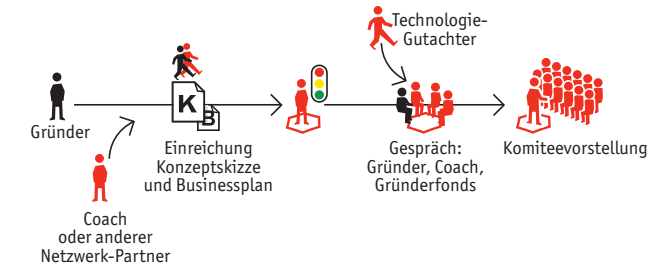 Technologie-
Gutachter
K
B
Gründer
Einreichung
Konzeptskizze
und Businessplan
Gespräch:
Gründer, Coach,
Gründerfonds
Komiteevorstellung
Coach
oder anderer
Netzwerk-Partner